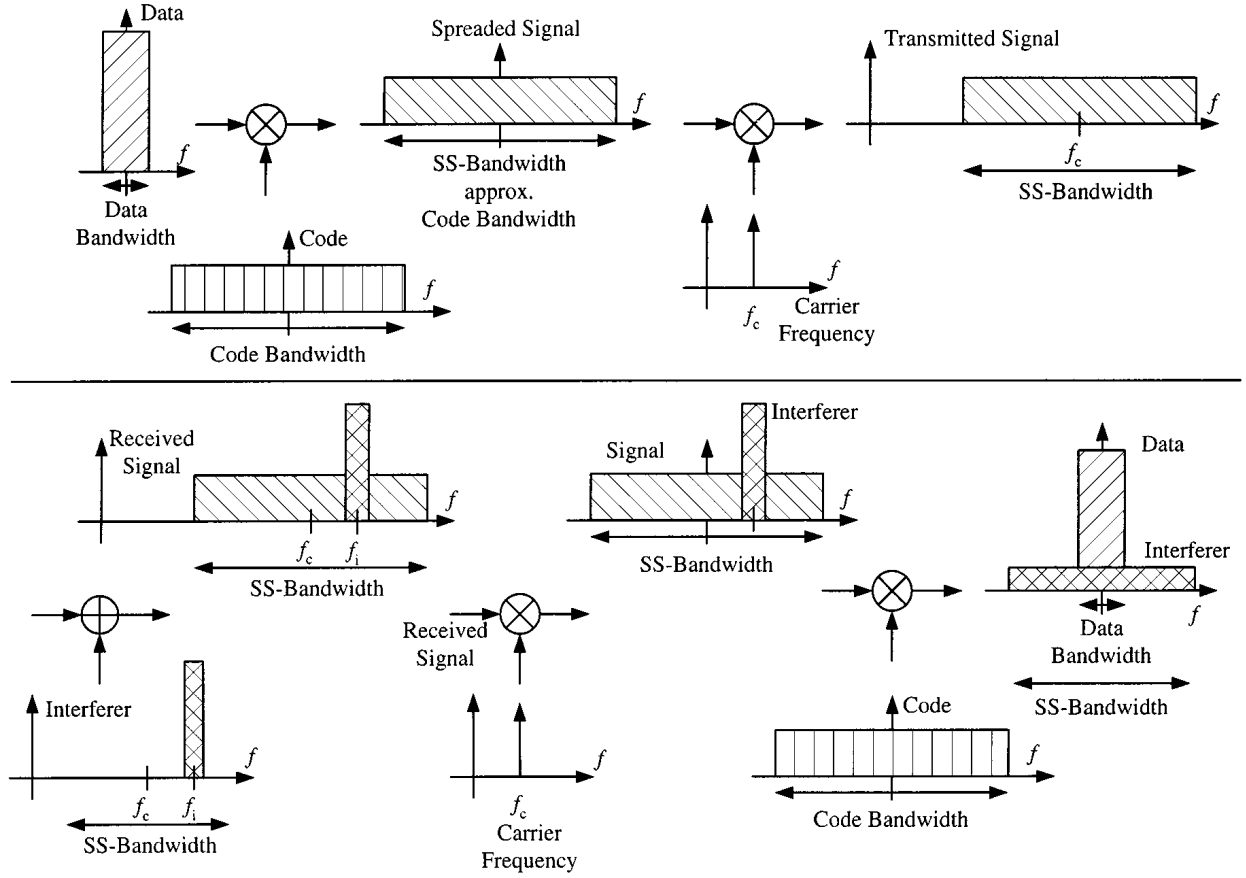 Data
Spreaded Signal
Transmitted Signal
f
f
f
f_c
Data
Bandwidth
SS-Bandwidth
approx.
Code Bandwidth
SS-Bandwidth
Code
f
Code Bandwidth
f
f_c
Carrier
Frequency
Received
Signal
f
f_c
f_i
SS-Bandwidth
Signal
Interferer
f
SS-Bandwidth
Data
Interferer
f
Data
Bandwidth
SS-Bandwidth
Received
Signal
Interferer
f
f_c
f_i
SS-Bandwidth
f
f_c
Carrier
Frequency
Code
f
Code Bandwidth